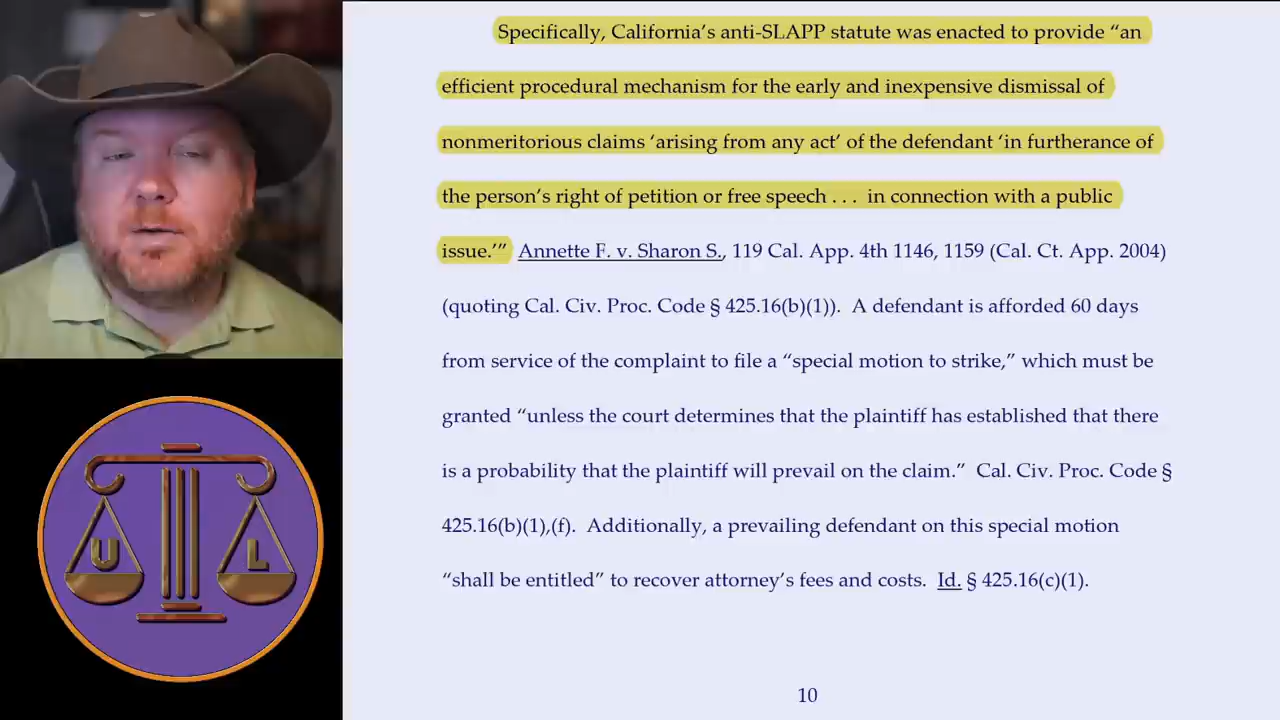 Specifically, California’s anti-SLAPP statute was enacted to provide “an
efficient procedural mechanism for the early and inexpensive dismissal of
nonmeritorious claims ‘arising from any act’ of the defendant ‘in furtherance of
the person’s right of petition or free speech . . . in connection with a public
issue.’” Annette F. v. Sharon S., 119 Cal. App. 4th 1146, 1159 (Cal. Ct. App. 2004)
(quoting Cal. Civ. Proc. Code § 425.16(b)(1)). A defendant is afforded 60 days
from service of the complaint to file a “special motion to strike,” which must be
granted “unless the court determines that the plaintiff has established that there
is a probability that the plaintiff will prevail on the claim.” Cal. Civ. Proc. Code §
425.16(b)(1),(f). Additionally, a prevailing defendant on this special motion
“shall be entitled” to recover attorney’s fees and costs. Id. § 425.16(c)(1).
10
U L